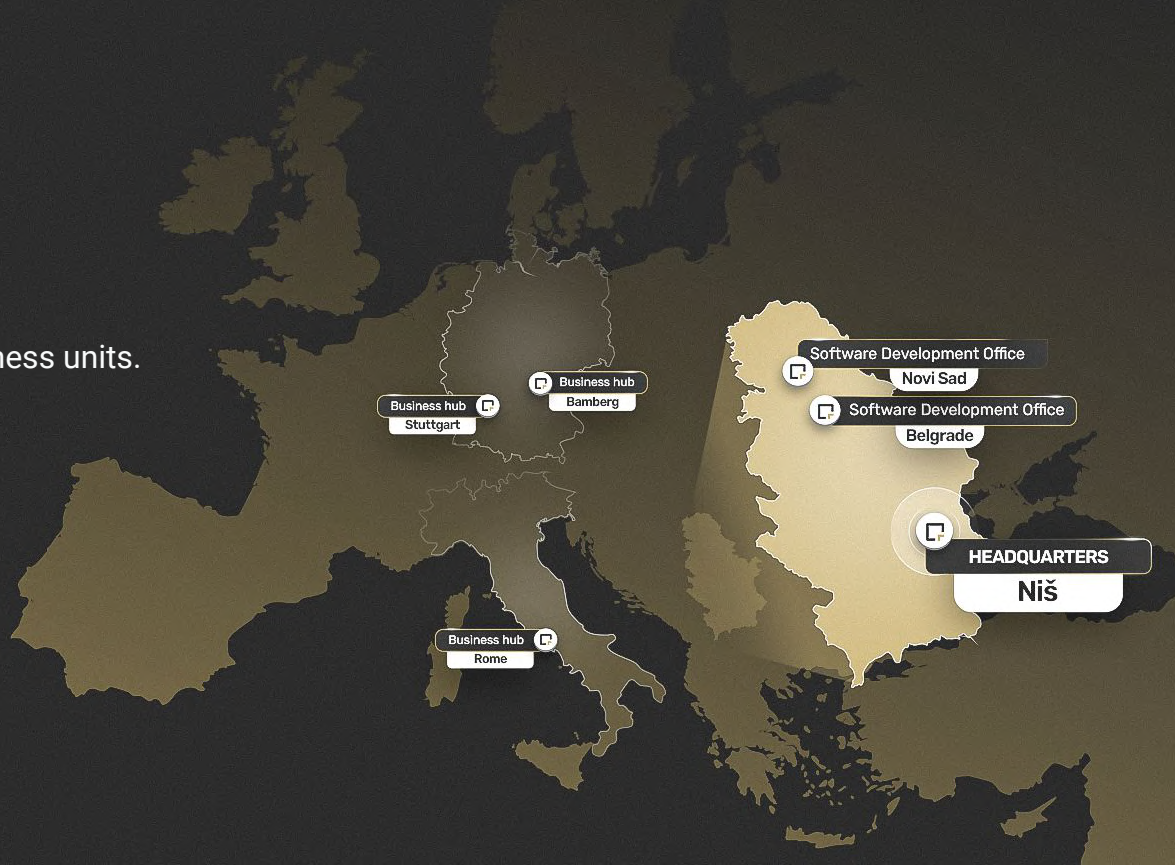 ness units.
Software Development Office
Novi Sad
Software Development Office
Belgrade
Business hub
Bamberg
Business hub
Stuttgart
HEADQUARTERS
Niš
Business hub
Rome